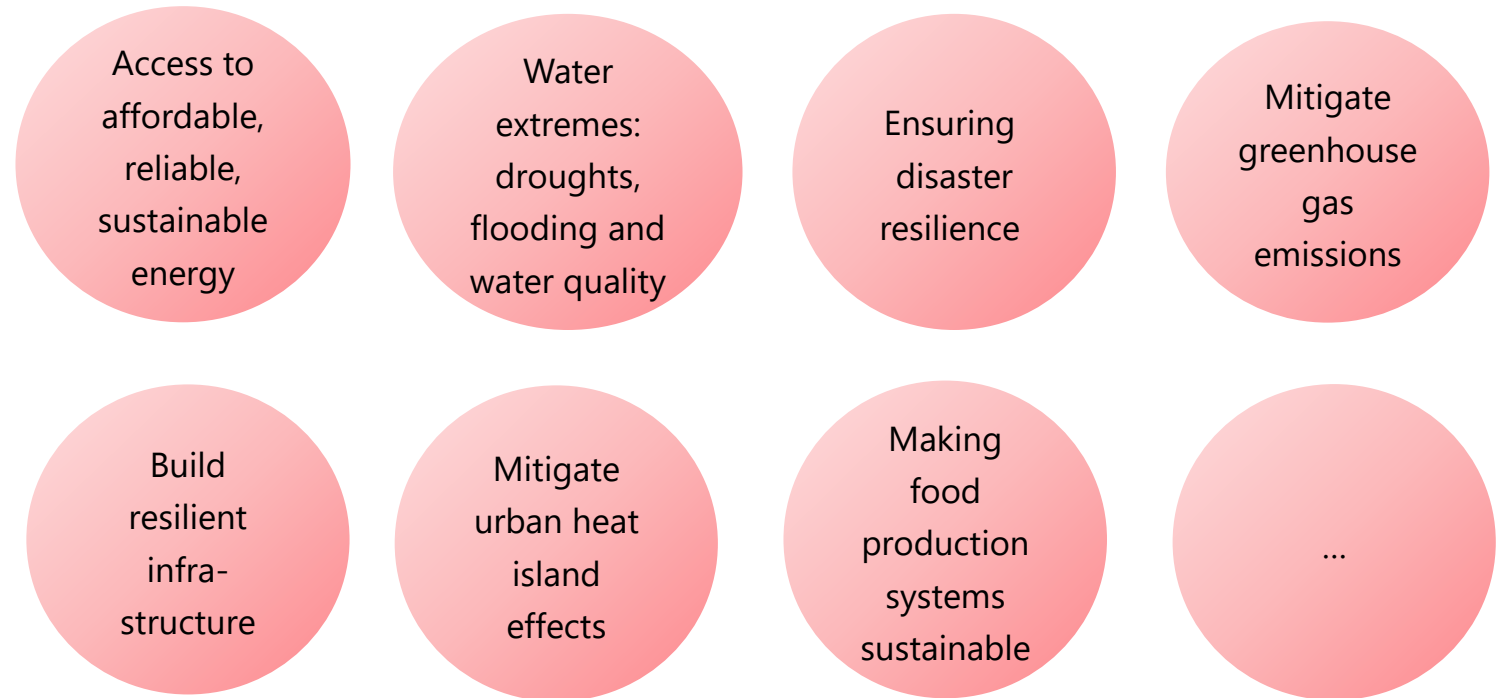 Access to
affordable,
reliable,
sustainable
energy
Water
extremes:
droughts,
flooding and
water quality
Ensuring
disaster
resilience
Mitigate
greenhouse
gas
emissions
Build
resilient
infra-
structure
Mitigate
urban heat
island
effects
Making
food
production
systems
sustainable
...